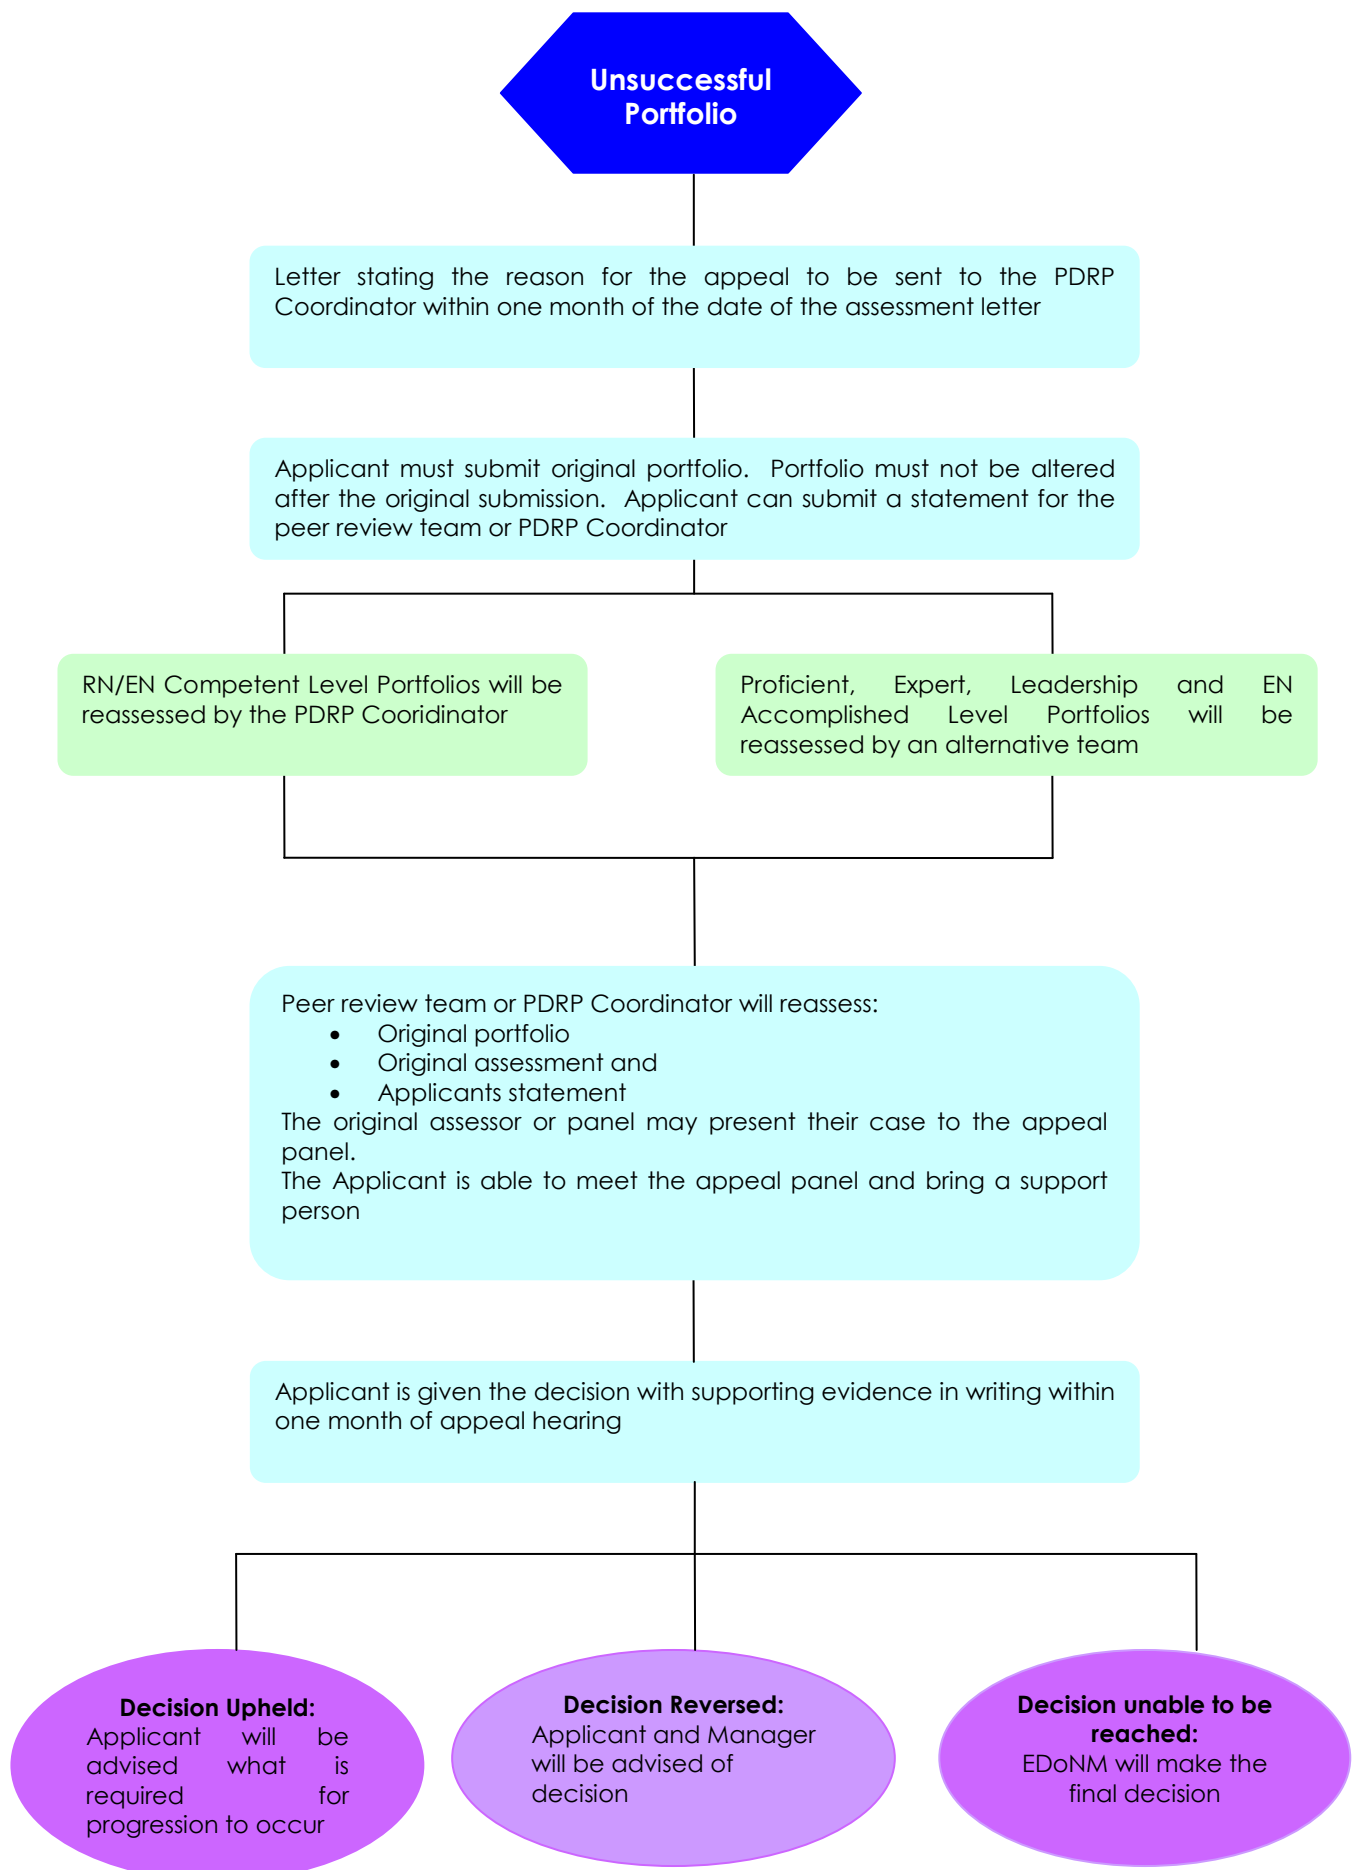 Unsuccessful
Portfolio
Letter stating the reason for the appeal to be sent to the PDRP
Coordinator within one month of the date of the assessment letter
Applicant must submit original portfolio. Portfolio must not be altered
after the original submission. Applicant can submit a statement for the
peer review team or PDRP Coordinator
RN/EN Competent Level Portfolios will be
reassessed by the PDRP Cooridinator
Proficient, Expert, Leadership and EN
Accomplished Level Portfolios will be
reassessed by an alternative team
Peer review team or PDRP Coordinator will reassess:
• Original portfolio
• Original assessment and
• Applicants statement
The original assessor or panel may present their case to the appeal
panel.
The Applicant is able to meet the appeal panel and bring a support
person
Applicant is given the decision with supporting evidence in writing within
one month of appeal hearing
Decision Upheld:
Applicant will be
advised what is
required for
progression to occur
Decision Reversed:
Applicant and Manager
will be advised of
decision
Decision unable to be
reached:
EDoNM will make the
final decision